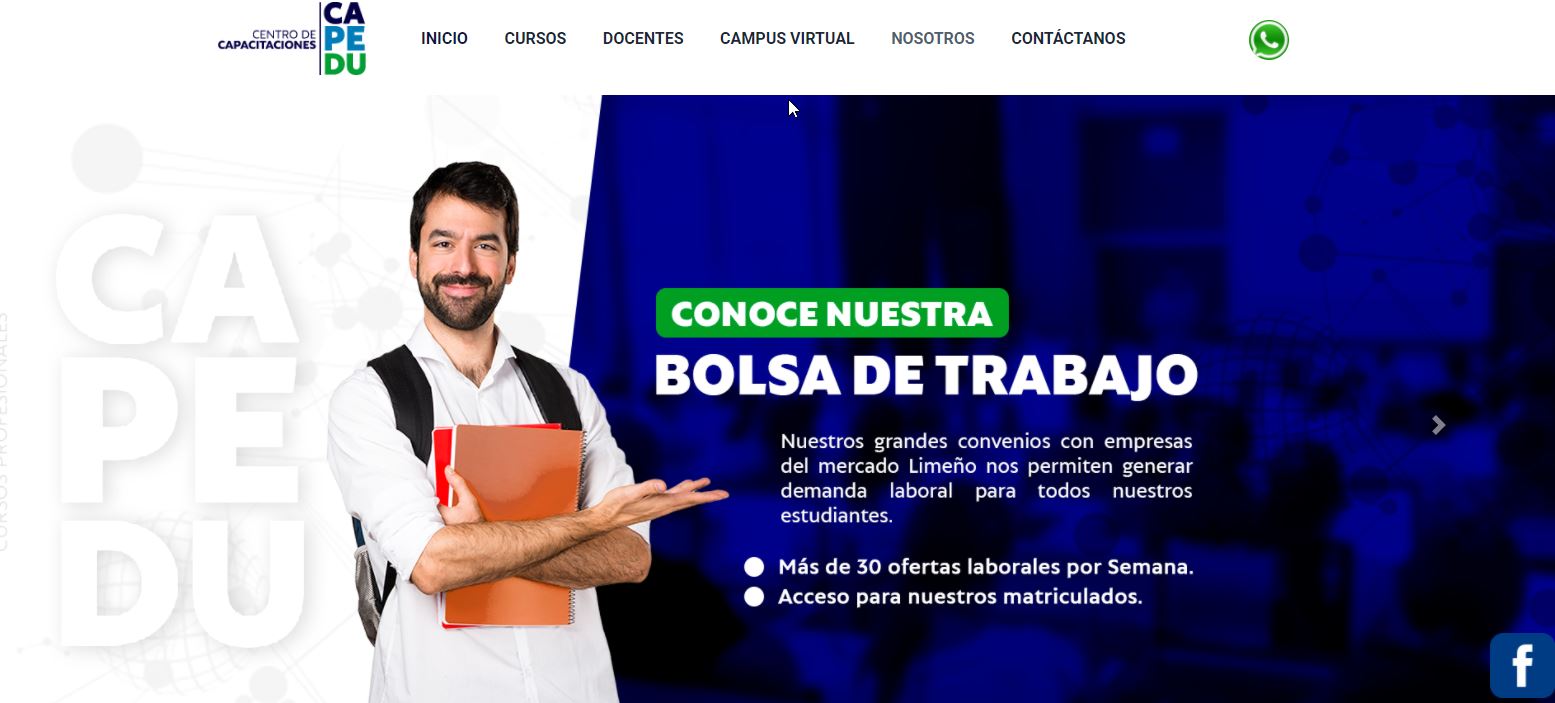 CENTRO DE
CAPACITACIONES
CA
PE
DU
INICIO CURSOS DOCENTES CAMPUS VIRTUAL NOSOTROS CONTÁCTANOS
CA
PE
DU
CURSOS PROFESIONALES
CONOCE NUESTRA
BOLSA DE TRABAJO
Nuestros grandes convenios con empresas
del mercado Limeño nos permiten generar
demanda laboral para todos nuestros
estudiantes.
Más de 30 ofertas laborales por Semana.
Acceso para nuestros matriculados.
f